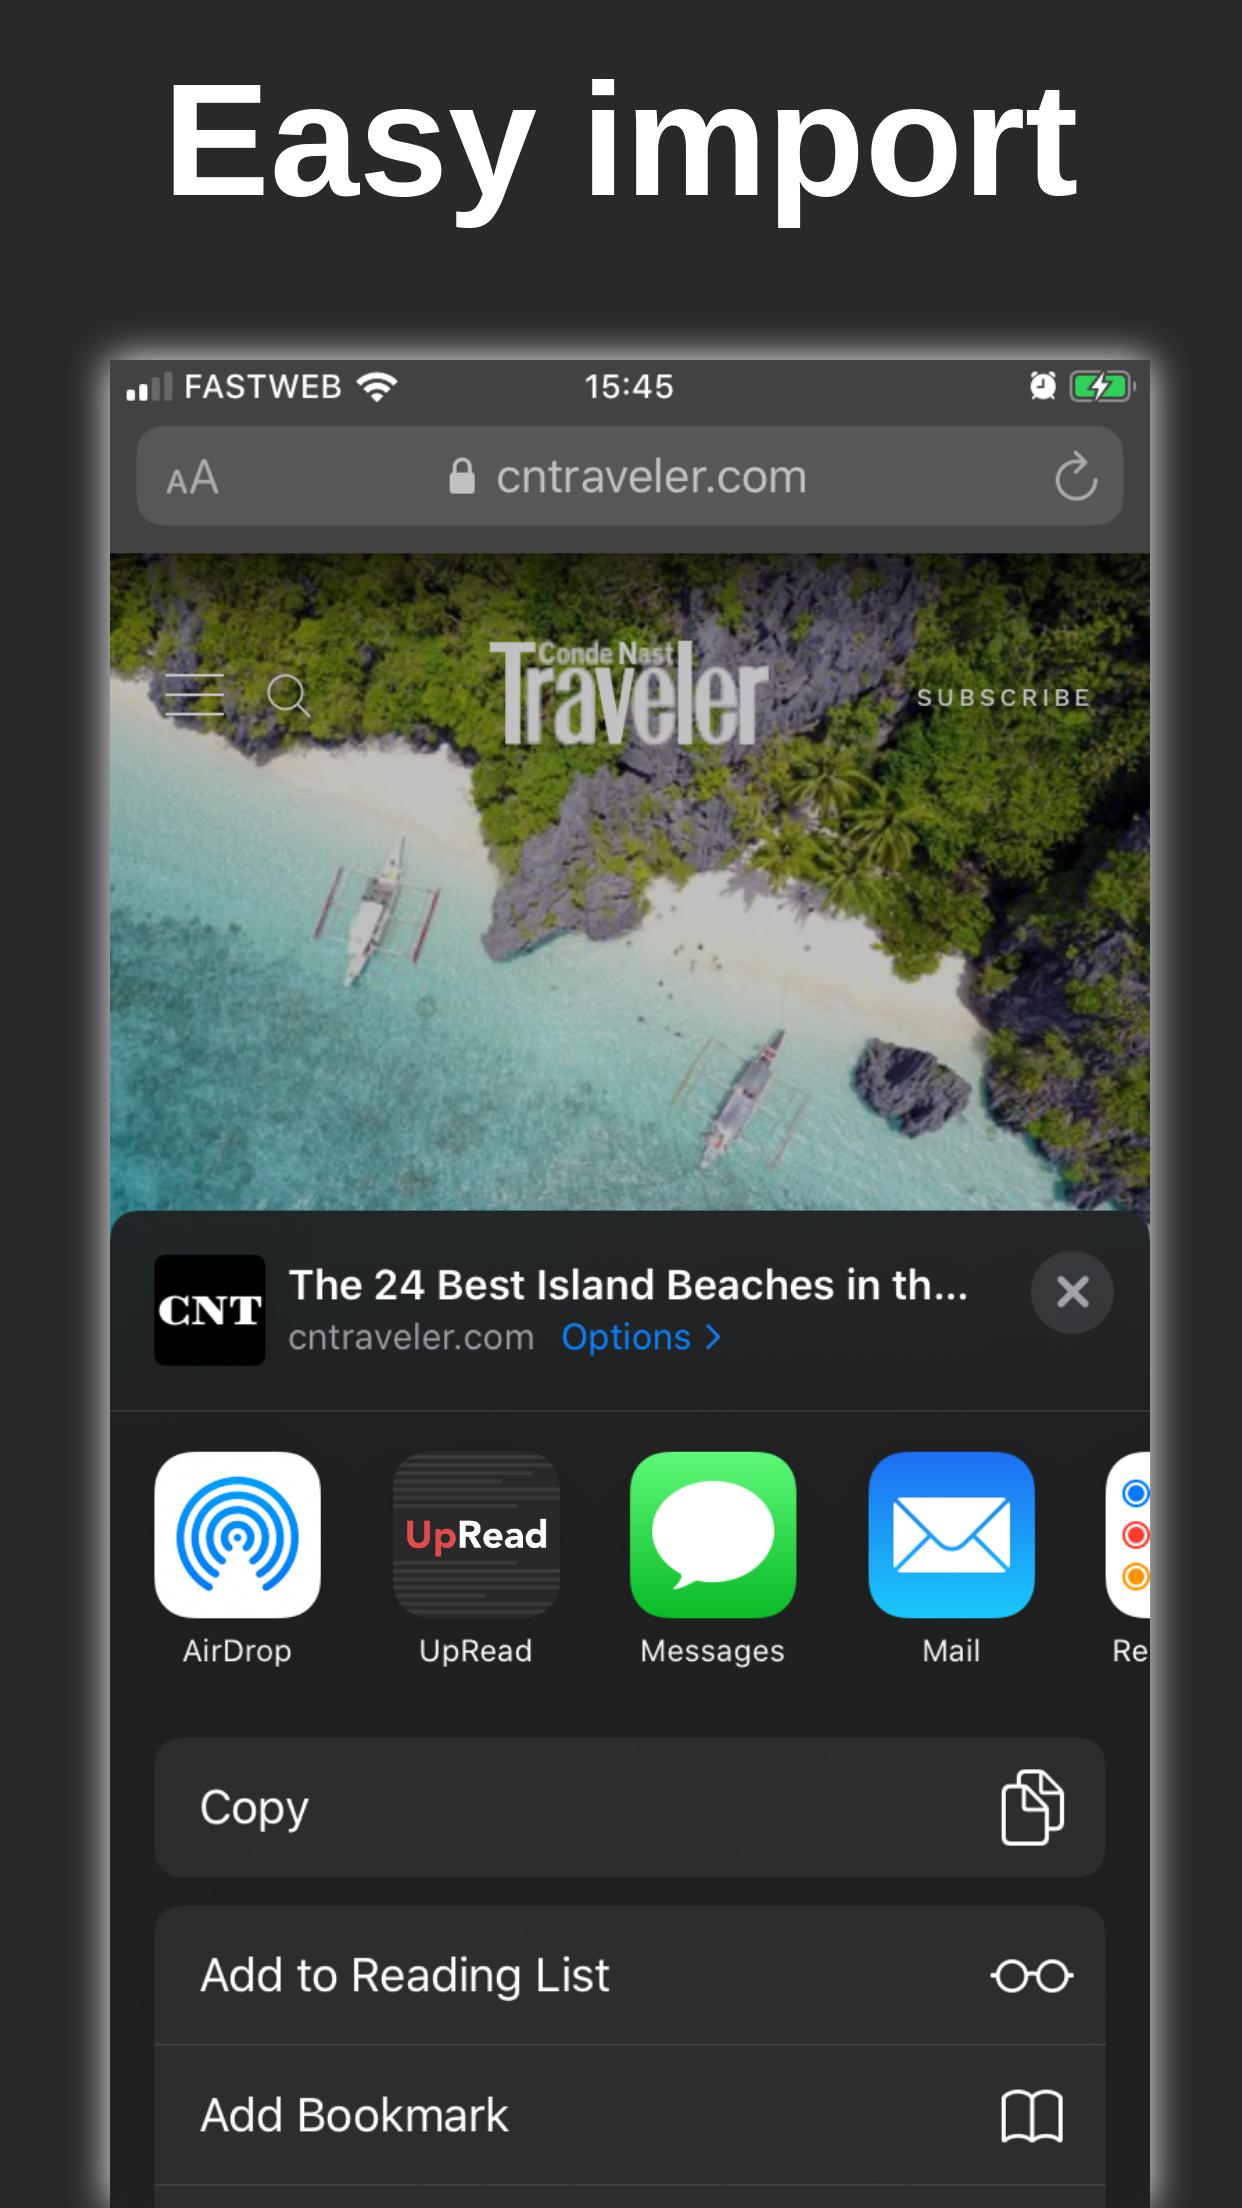 Easy import
FASTWEB 15:45
AA cntraveler.com
Conde Nast
Traveler
SUBSCRIBE
CNT
The 24 Best Island Beaches in th...
cntraveler.com Options >
UpRead
AirDrop UpRead Messages Mail Re
Copy
Add to Reading List
Add Bookmark